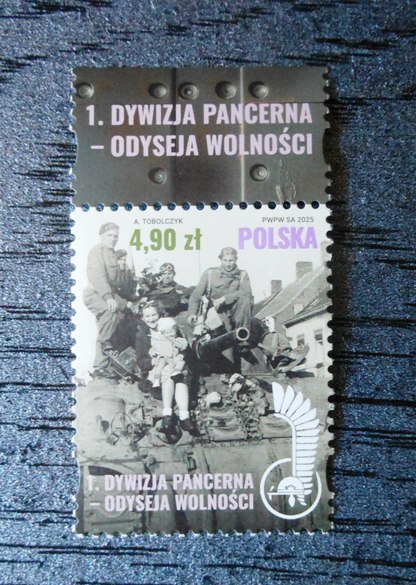 1. DYWIZJA PANCERNA
– ODYSEJA WOLNOŚCI
A. TOBOLCZYK
PWPW SA 2025
4,90 zł
POLSKA
1. DYWIZJA PANCERNA
– ODYSEJA WOLNOŚCI